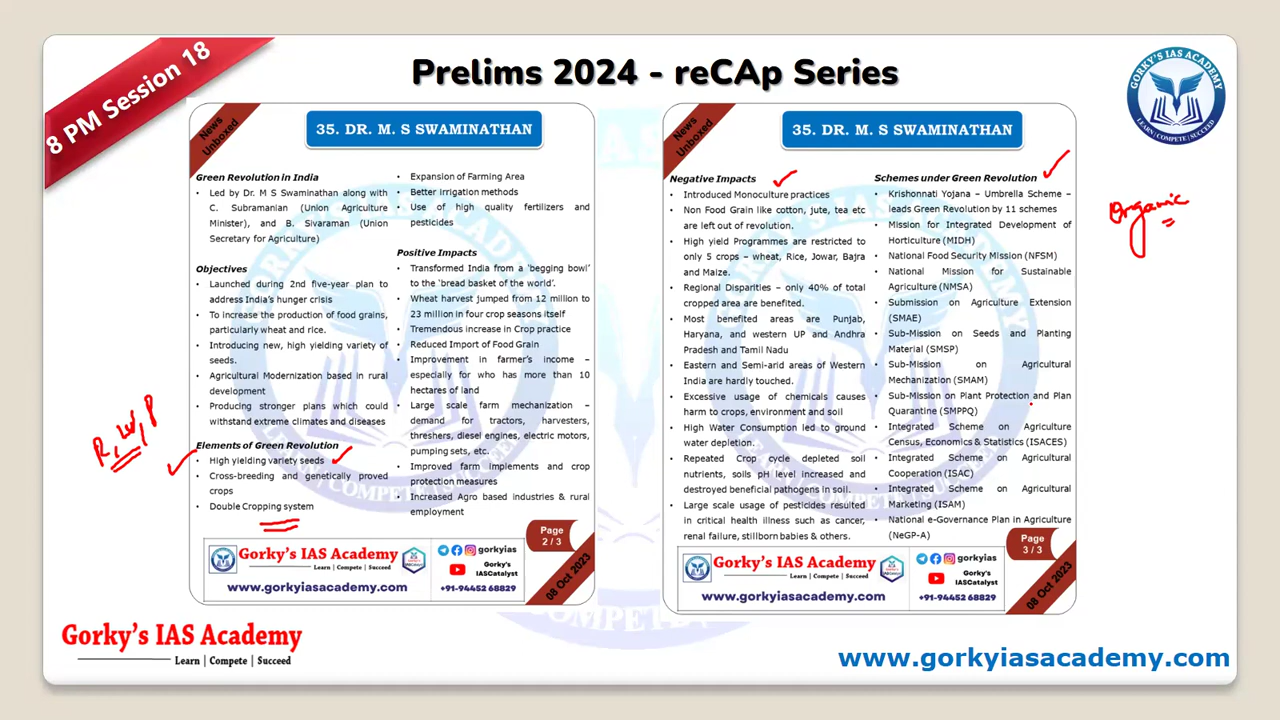 8 PM Session 18
Prelims 2024 - reCAp Series
GORKY'S IAS ACADEMY
LEARN | COMPETE | SUCCEED
News
Unboxed
35. DR. M. S SWAMINATHAN
Green Revolution in India
• Led by Dr. M S Swaminathan along with
C. Subramanian (Union Agriculture
Minister), and B. Sivaraman (Union
Secretary for Agriculture)
Objectives
• Launched during 2nd five-year plan to
address India's hunger crisis
• To increase the production of food grains,
particularly wheat and rice.
• Introducing new, high yielding variety of
seeds.
• Agricultural Modernization based in rural
development
• Producing stronger plans which could
withstand extreme climates and diseases
Elements of Green Revolution
• High yielding variety seeds
• Cross-breeding and genetically proved
crops
• Double Cropping system
R, W, P
• Expansion of Farming Area
• Better irrigation methods
• Use of high quality fertilizers and
pesticides
Positive Impacts
• Transformed India from a 'begging bowl'
to the 'bread basket of the world'.
• Wheat harvest jumped from 12 million to
23 million in four crop seasons itself
• Tremendous increase in Crop practice
• Reduced Import of Food Grain
• Improvement in farmer's income –
especially for who has more than 10
hectares of land
• Large scale farm mechanization –
demand for tractors, harvesters,
threshers, diesel engines, electric motors,
pumping sets, etc.
• Improved farm implements and crop
protection measures
• Increased Agro based industries & rural
employment
Page
2 / 3
Gorky's IAS Academy
Learn | Compete | Succeed
www.gorkyiasacademy.com
gorkyias
Gorky's
IASCatalyst
+91-94452 68829
08 Oct 2023
News
Unboxed
35. DR. M. S SWAMINATHAN
Negative Impacts
• Introduced Monoculture practices
• Non Food Grain like cotton, jute, tea etc
are left out of revolution.
• High yield Programmes are restricted to
only 5 crops – wheat, Rice, Jowar, Bajra
and Maize.
• Regional Disparities – only 40% of total
cropped area are benefited.
• Most benefited areas are Punjab,
Haryana, and western UP and Andhra
Pradesh and Tamil Nadu
• Eastern and Semi-arid areas of Western
India are hardly touched.
• Excessive usage of chemicals causes
harm to crops, environment and soil
• High Water Consumption led to ground
water depletion.
• Repeated Crop cycle depleted soil
nutrients, soils pH level increased and
destroyed beneficial pathogens in soil.
• Large scale usage of pesticides resulted
in critical health illness such as cancer,
renal failure, stillborn babies & others.
Schemes under Green Revolution
• Krishonnati Yojana – Umbrella Scheme –
leads Green Revolution by 11 schemes
• Mission for Integrated Development of
Horticulture (MIDH)
• National Food Security Mission (NFSM)
• National Mission for Sustainable
Agriculture (NMSA)
• Submission on Agriculture Extension
(SMAE)
• Sub-Mission on Seeds and Planting
Material (SMSP)
• Sub-Mission on Agricultural
Mechanization (SMAM)
• Sub-Mission on Plant Protection and Plan
Quarantine (SMPPQ)
• Integrated Scheme on Agriculture
Census, Economics & Statistics (ISACES)
• Integrated Scheme on Agricultural
Cooperation (ISAC)
• Integrated Scheme on Agricultural
Marketing (ISAM)
• National e-Governance Plan in Agriculture
(NeGP-A)
Organic
Page
3 / 3
Gorky's IAS Academy
Learn | Compete | Succeed
www.gorkyiasacademy.com
gorkyias
Gorky's
IASCatalyst
+91-94452 68829
08 Oct 2023
Gorky's IAS Academy
Learn | Compete | Succeed
www.gorkyiasacademy.com